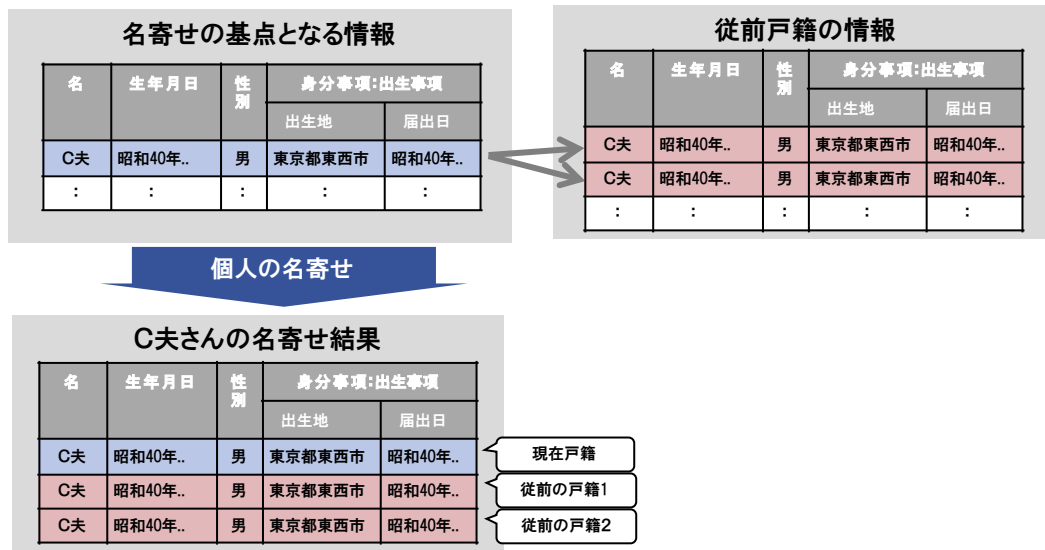 名寄せの基点となる情報
名 生年月日 性別 身分事項:出生事項
出生地 届出日
C夫 昭和40年.. 男 東京都東西市 昭和40年..
: : : : :
従前戸籍の情報
名 生年月日 性別 身分事項:出生事項
出生地 届出日
C夫 昭和40年.. 男 東京都東西市 昭和40年..
C夫 昭和40年.. 男 東京都東西市 昭和40年..
: : : : :
個人の名寄せ
C夫さんの名寄せ結果
名 生年月日 性別 身分事項:出生事項
出生地 届出日
C夫 昭和40年.. 男 東京都東西市 昭和40年.. 現在戸籍
C夫 昭和40年.. 男 東京都東西市 昭和40年.. 従前の戸籍1
C夫 昭和40年.. 男 東京都東西市 昭和40年.. 従前の戸籍2